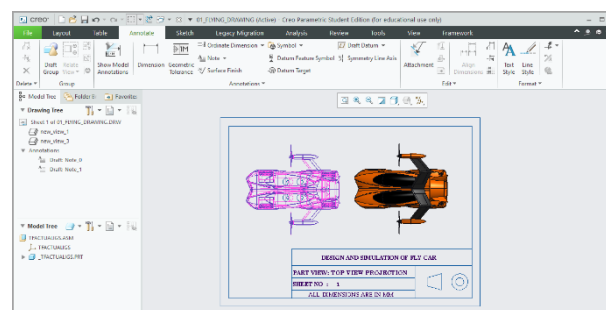 creo
01_FLYING_DRAWING (Active) Creo Parametric Student Edition (for educational use only)
File Layout Table Annotate Sketch Legacy Migration Analysis Review Tools View Framework
Draft Group
Show Model Annotations
Dimension
Geometric Tolerance
Ordinate Dimension
Note
Surface Finish
Symbol
Datum Feature Symbol
Datum Target
Draft Datum
Symmetry Line Axis
Attachment
Align Dimensions
Text Style
Line Style
Delete Group Annotations Edit Format
Model Tree Folder Favorites
Drawing Tree
Sheet 1 of 01_FLYING_DRAWING.DRW
new_view_1
new_view_3
Annotations
Draft: Note_0
Draft: Note_1
Model Tree
TFACTUALIGS.ASM
TFACTUALIGS
_TFACTUALIGS.PRT
DESIGN AND SIMULATION OF FLY CAR
PART VIEW: TOP VIEW PROJECTION
SHEET NO : 1
ALL DIMENSIONS ARE IN MM